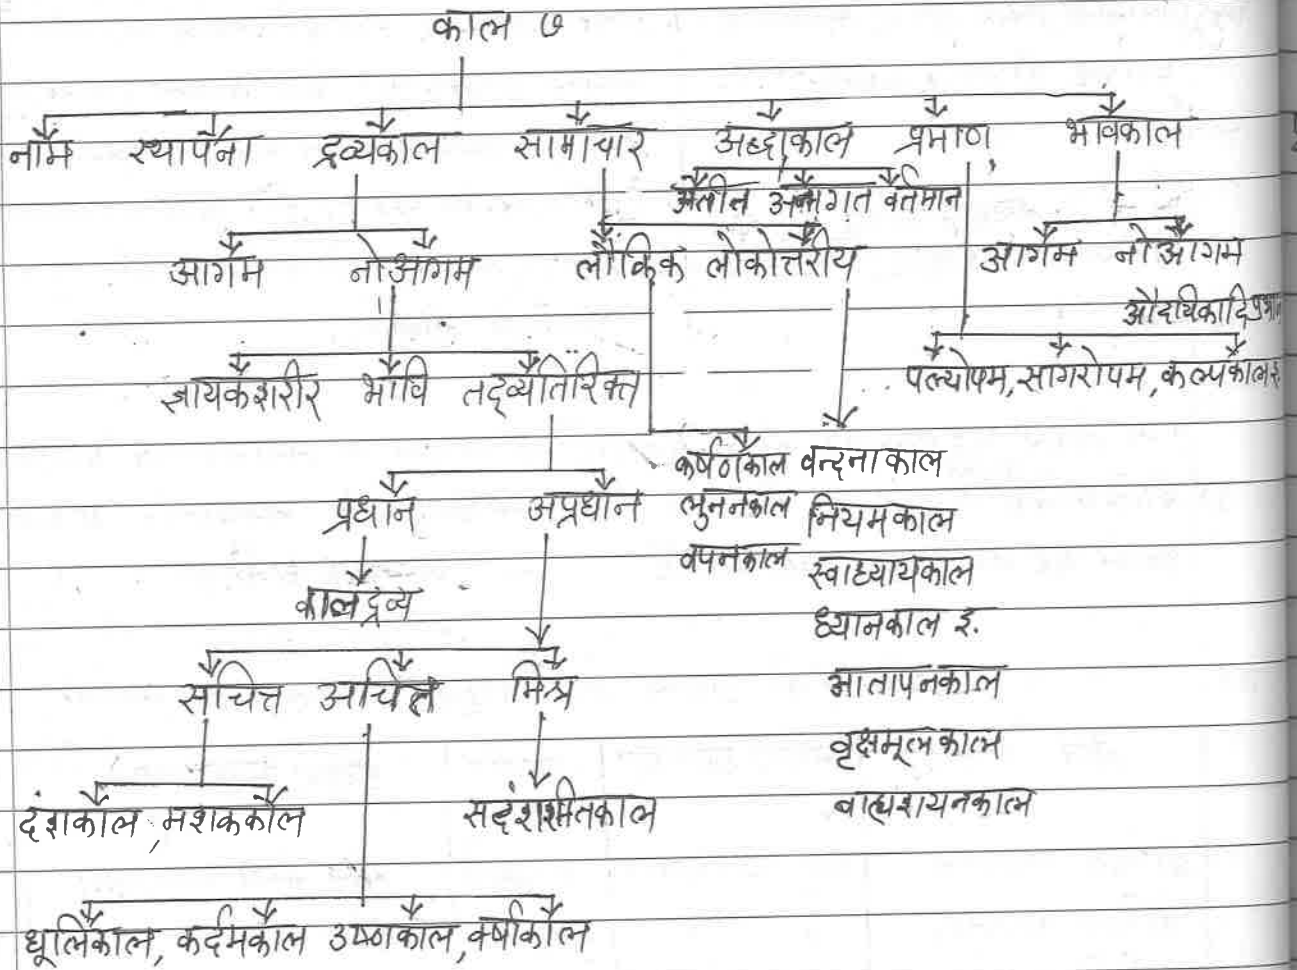 काल ७
नाम स्थापना द्रव्यकाल सामाचार अद्धाकाल प्रमाण भावकाल
अतीत अनागत वर्तमान
आगम नोआगम लौकिक लोकोत्तरीय आगम नोआगम
औदयिकादि
ज्ञायकशरीर भावि तद्व्यतिरिक्त पल्योपम, सागरोपम, कल्पकाल इ.
कर्षणकाल वन्दनाकाल
प्रधान अप्रधान लुननकाल नियमकाल
वपनकाल स्वाध्यायकाल
कालद्रव्य ध्यानकाल इ.
सचित्त अचित्त मिश्र आतापनकाल
वृक्षमूलकाल
दंशकाल, मशककाल सदंशशीतकाल बाह्यशयनकाल
धूलिकाल, कर्दमकाल उष्णकाल, वर्षाकाल